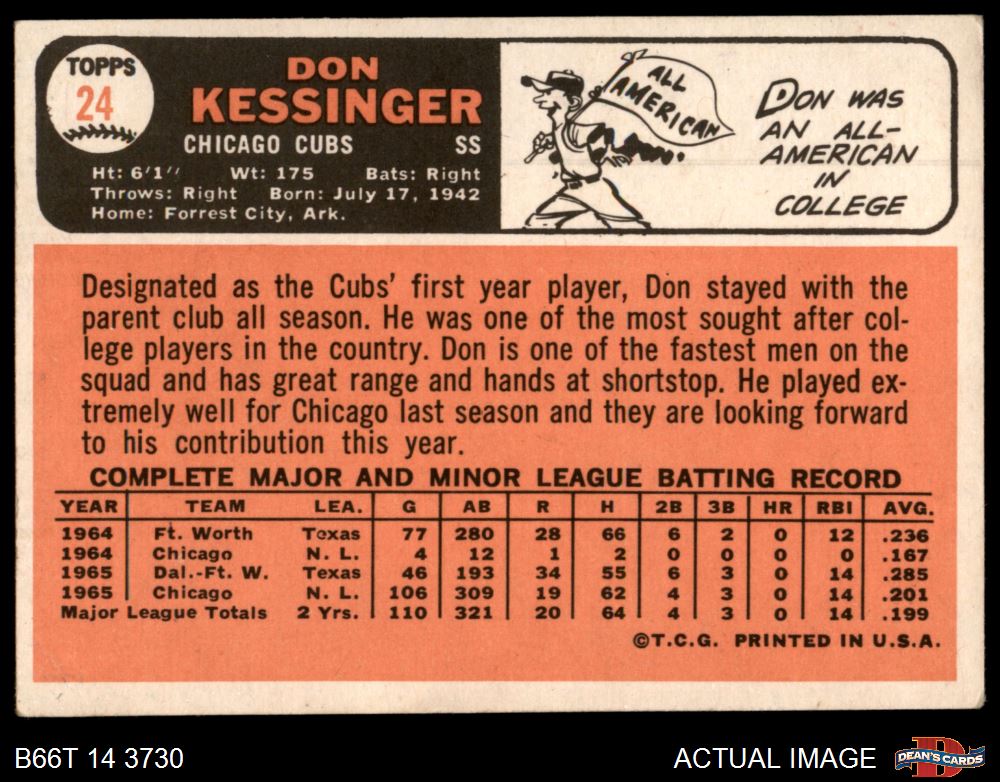 TOPPS
24
DON
KESSINGER
CHICAGO CUBS SS
Ht: 6'1" Wt: 175 Bats: Right
Throws: Right Born: July 17, 1942
Home: Forrest City, Ark.
ALL
AMERICAN
DON WAS
AN ALL-
AMERICAN
IN
COLLEGE
Designated as the Cubs' first year player, Don stayed with the
parent club all season. He was one of the most sought after col-
lege players in the country. Don is one of the fastest men on the
squad and has great range and hands at shortstop. He played ex-
tremely well for Chicago last season and they are looking forward
to his contribution this year.
COMPLETE MAJOR AND MINOR LEAGUE BATTING RECORD
YEAR TEAM LEA. G AB R H 2B 3B HR RBI AVG.
1964 Ft. Worth Texas 77 280 28 66 6 2 0 12 .236
1964 Chicago N. L. 4 12 1 2 0 0 0 0 .167
1965 Dal.-Ft. W. Texas 46 193 34 55 6 3 0 14 .285
1965 Chicago N. L. 106 309 19 62 4 3 0 14 .201
Major League Totals 2 Yrs. 110 321 20 64 4 3 0 14 .199
©T.C.G. PRINTED IN U.S.A.
B66T 14 3730
ACTUAL IMAGE
D
DEAN'S CARDS